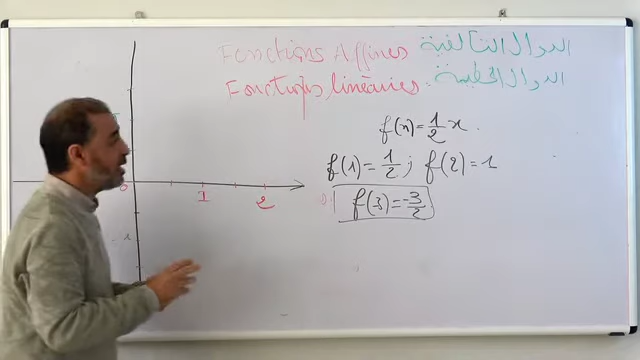 Fonctions Affines الدوال التآلفية
Fonctions linéaires الدوال الخطية
f(x)=1/2 x.
f(1)=1/2; f(2)=1
f(3)=-3/2
0 1 2